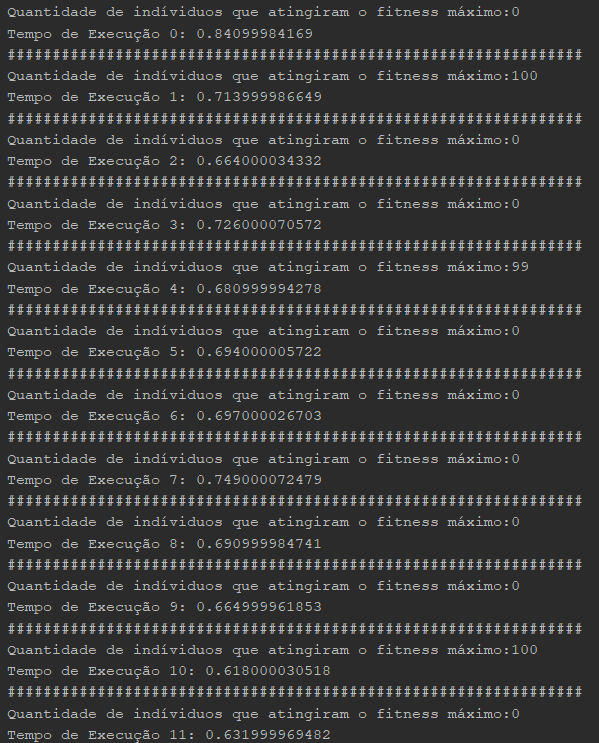 Quantidade de indíviduos que atingiram o fitness máximo:0
Tempo de Execução 0: 0.84099984169
################################################################
Quantidade de indíviduos que atingiram o fitness máximo:100
Tempo de Execução 1: 0.713999986649
################################################################
Quantidade de indíviduos que atingiram o fitness máximo:0
Tempo de Execução 2: 0.664000034332
################################################################
Quantidade de indíviduos que atingiram o fitness máximo:0
Tempo de Execução 3: 0.726000070572
################################################################
Quantidade de indíviduos que atingiram o fitness máximo:99
Tempo de Execução 4: 0.680999994278
################################################################
Quantidade de indíviduos que atingiram o fitness máximo:0
Tempo de Execução 5: 0.694000005722
################################################################
Quantidade de indíviduos que atingiram o fitness máximo:0
Tempo de Execução 6: 0.697000026703
################################################################
Quantidade de indíviduos que atingiram o fitness máximo:0
Tempo de Execução 7: 0.749000072479
################################################################
Quantidade de indíviduos que atingiram o fitness máximo:0
Tempo de Execução 8: 0.690999984741
################################################################
Quantidade de indíviduos que atingiram o fitness máximo:0
Tempo de Execução 9: 0.664999961853
################################################################
Quantidade de indíviduos que atingiram o fitness máximo:100
Tempo de Execução 10: 0.618000030518
################################################################
Quantidade de indíviduos que atingiram o fitness máximo:0
Tempo de Execução 11: 0.631999969482